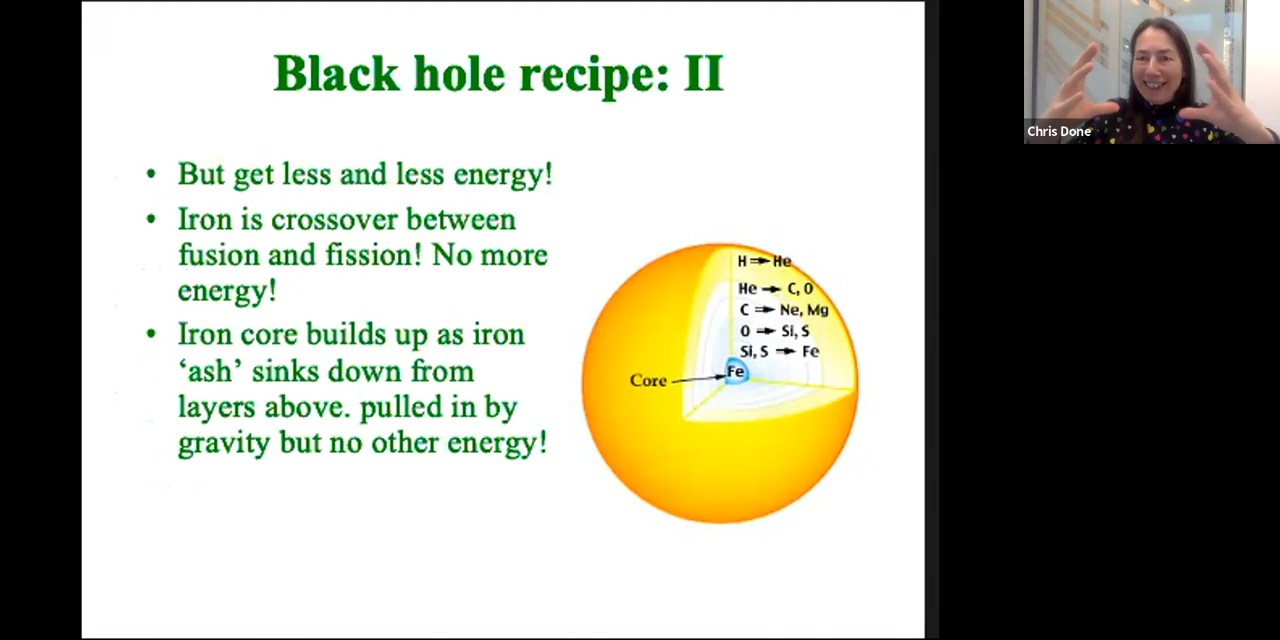 Black hole recipe: II
• But get less and less energy!
• Iron is crossover between
fusion and fission! No more
energy!
• Iron core builds up as iron
‘ash’ sinks down from
layers above. pulled in by
gravity but no other energy!
H → He
He → C, O
C → Ne, Mg
O → Si, S
Si, S → Fe
Fe
Core
Chris Done